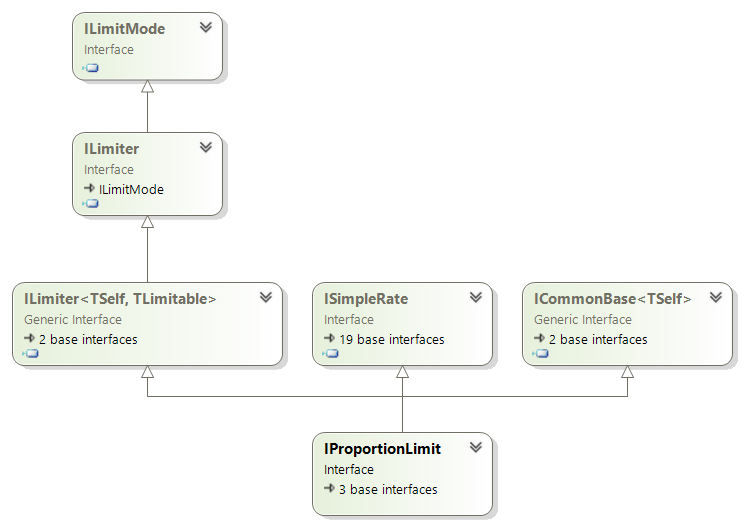 ILimitMode
Interface
ILimiter
Interface
ILimitMode
ILimiter<TSelf, TLimitable>
Generic Interface
2 base interfaces
ISimpleRate
Interface
19 base interfaces
ICommonBase<TSelf>
Generic Interface
2 base interfaces
IProportionLimit
Interface
3 base interfaces